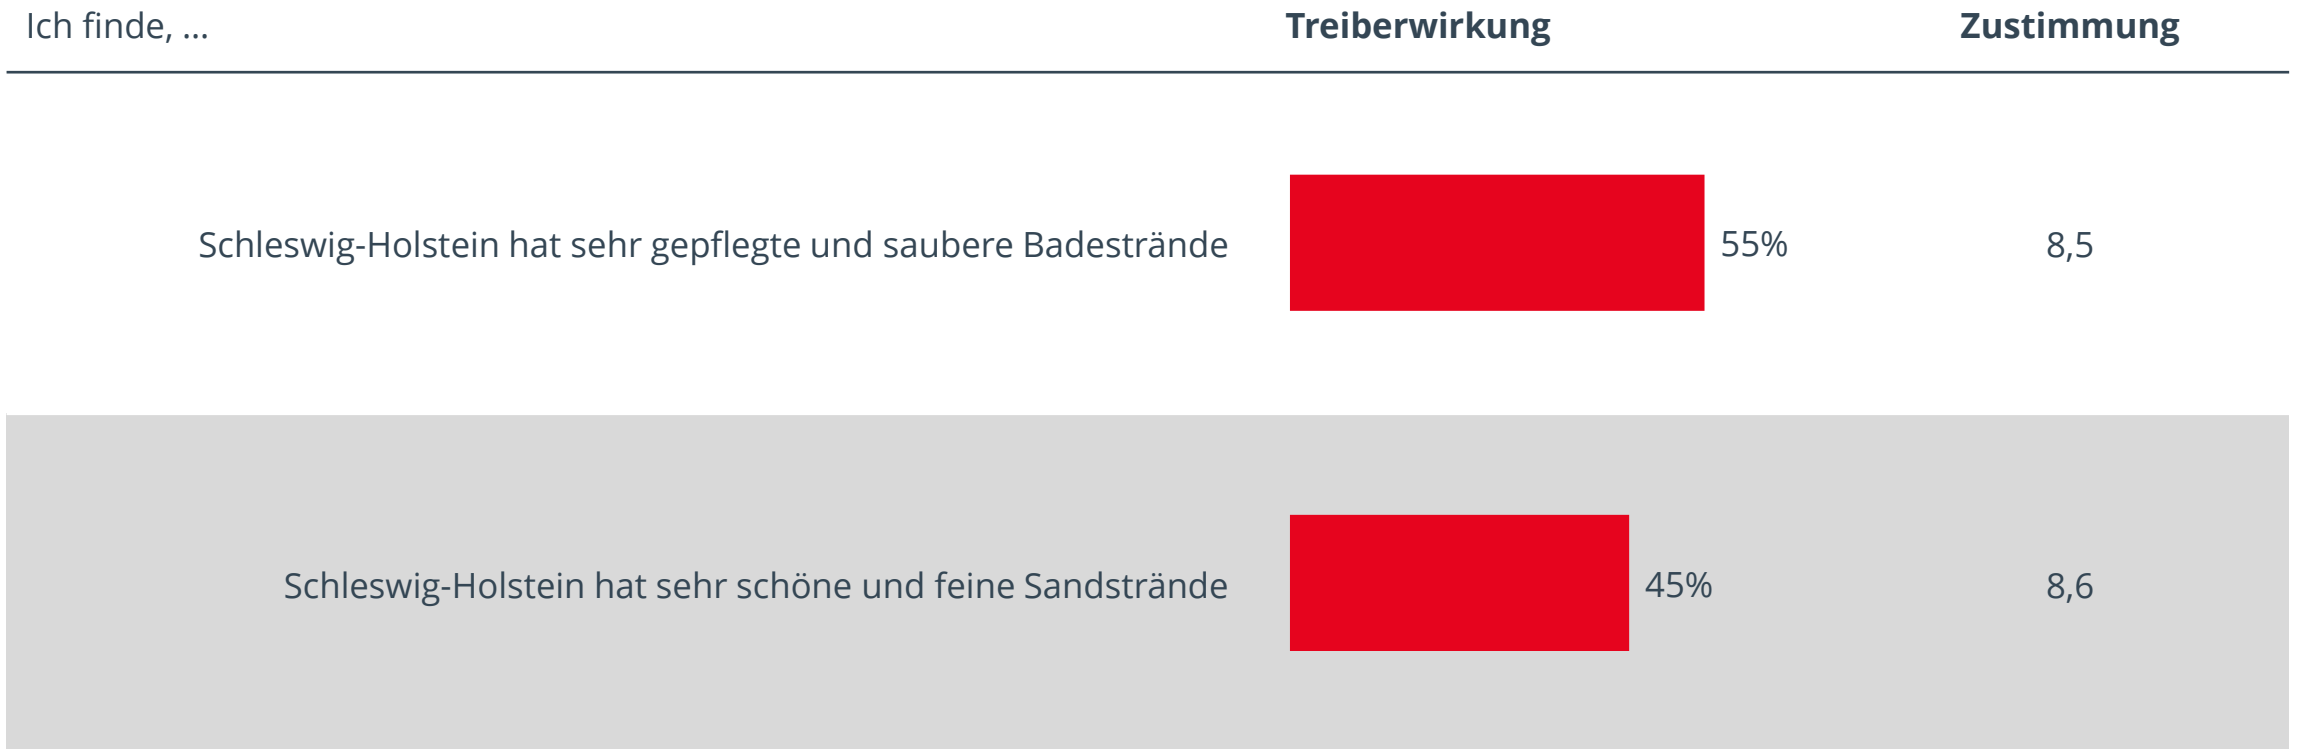 Ich finde, ... Treiberwirkung Zustimmung
Schleswig-Holstein hat sehr gepflegte und saubere Badestrände 55% 8,5
Schleswig-Holstein hat sehr schöne und feine Sandstrände 45% 8,6